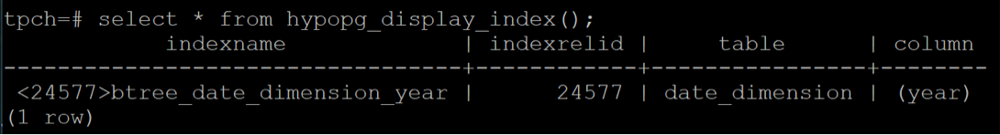 tpch=# select * from hypopg_display_index();
indexname | indexrelid | table | column
---------------------------------+------------+----------------+--------
<24577>btree_date_dimension_year | 24577 | date_dimension | (year)
(1 row)